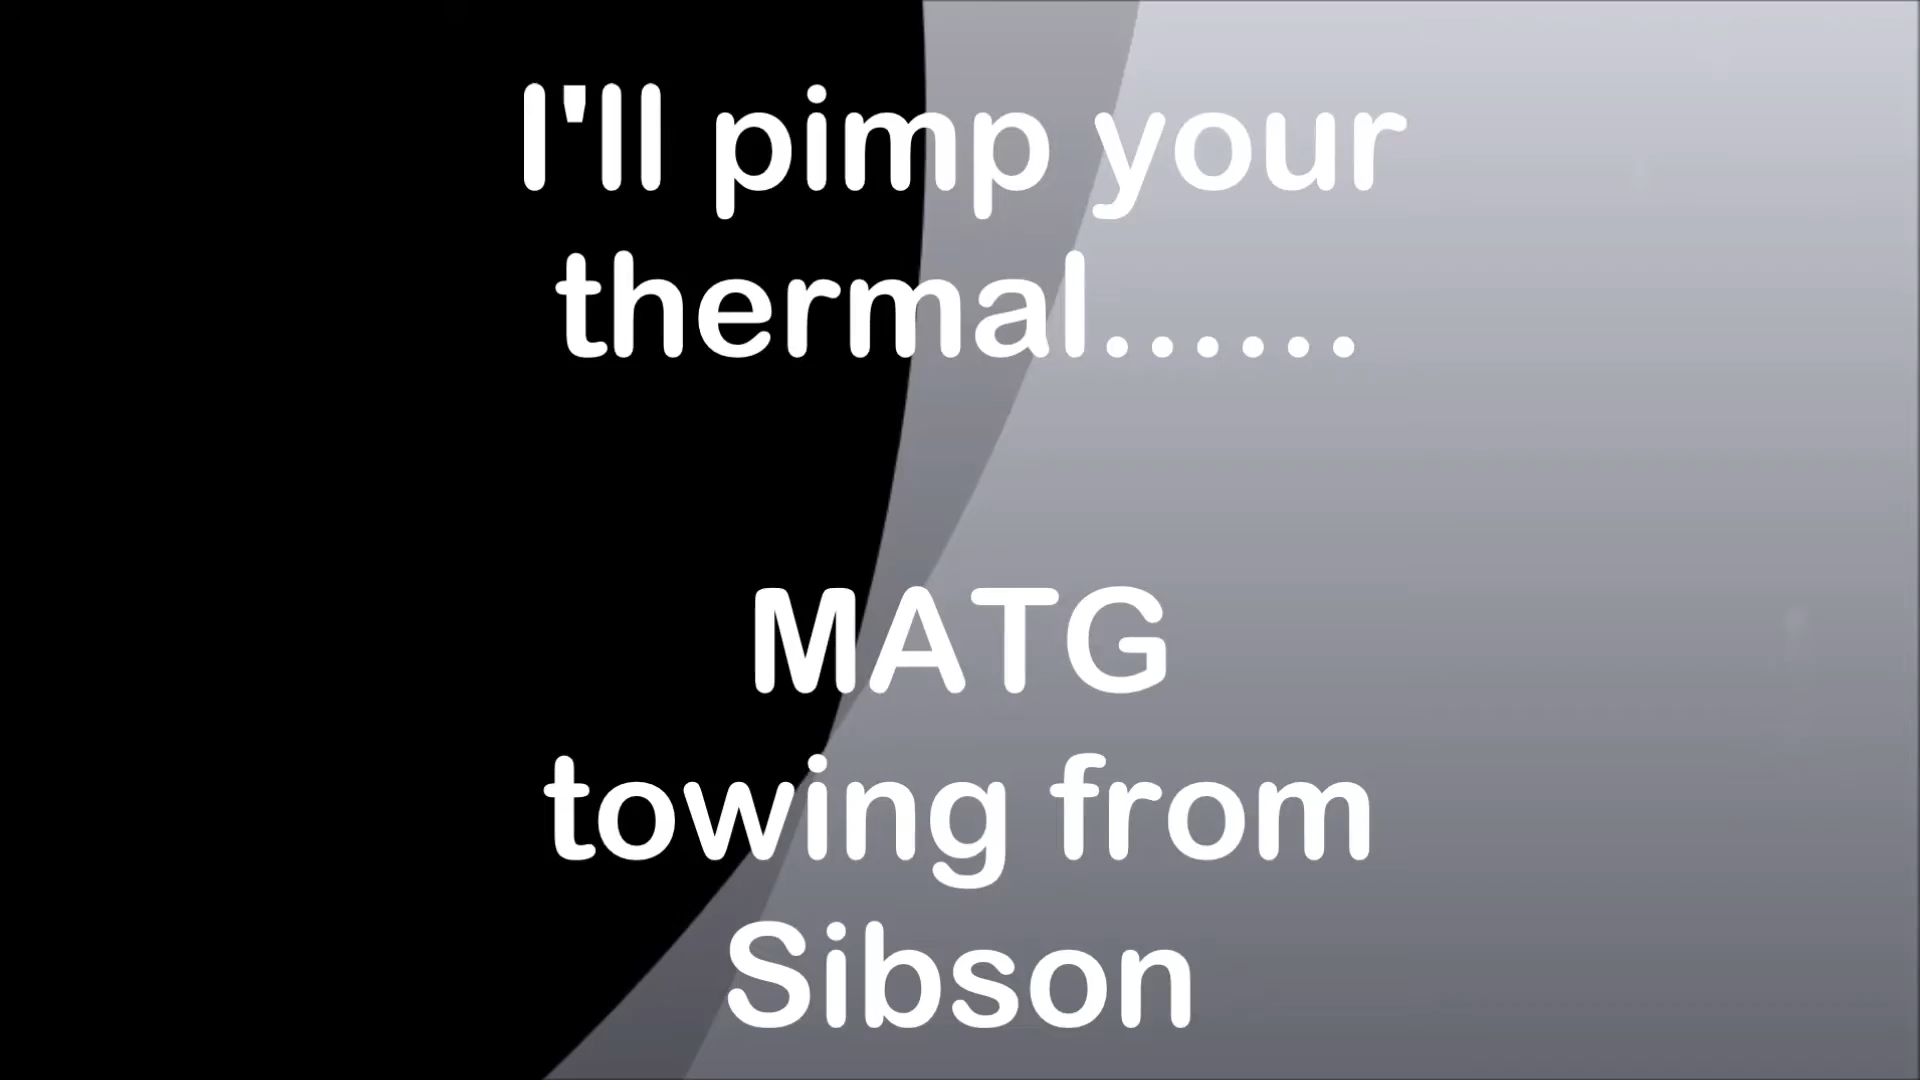 I'll pimp your
thermal......
MATG
towing from
Sibson